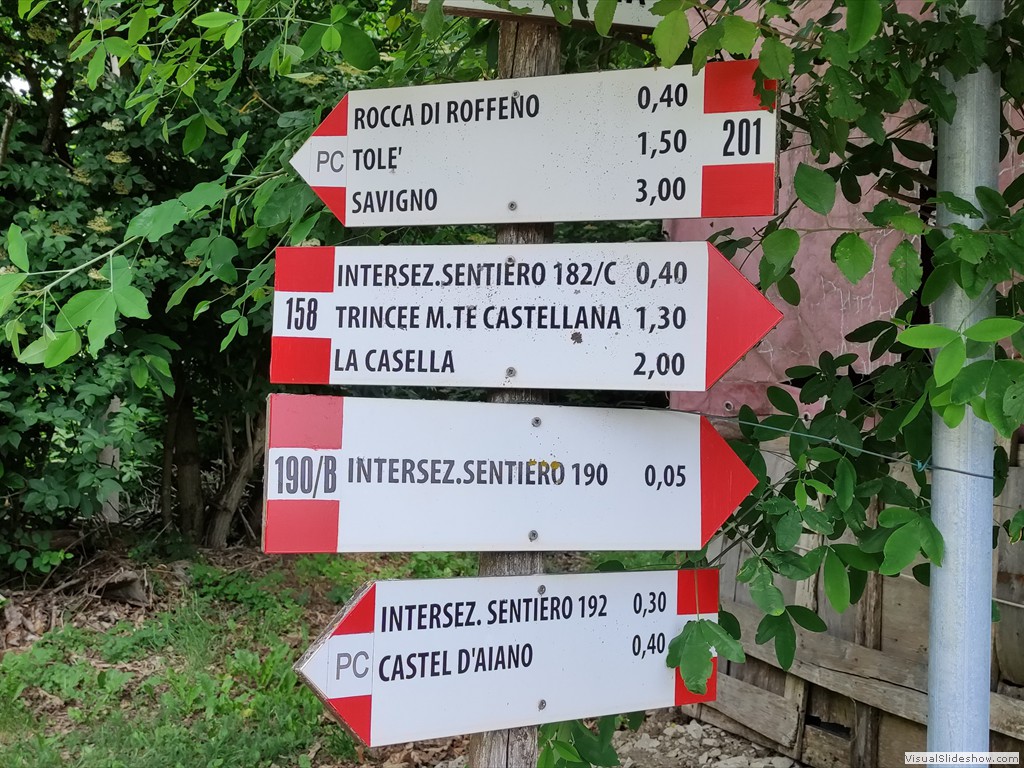 ROCCA DI ROFFENO 0,40
PC TOLE' 1,50 201
SAVIGNO 3,00
INTERSEZ.SENTIERO 182/C 0,40
158 TRINCEE M.TE CASTELLANA 1,30
LA CASELLA 2,00
190/B INTERSEZ.SENTIERO 190 0,05
INTERSEZ. SENTIERO 192 0,30
PC CASTEL D'AIANO 0,40
VisualSlideshow.com